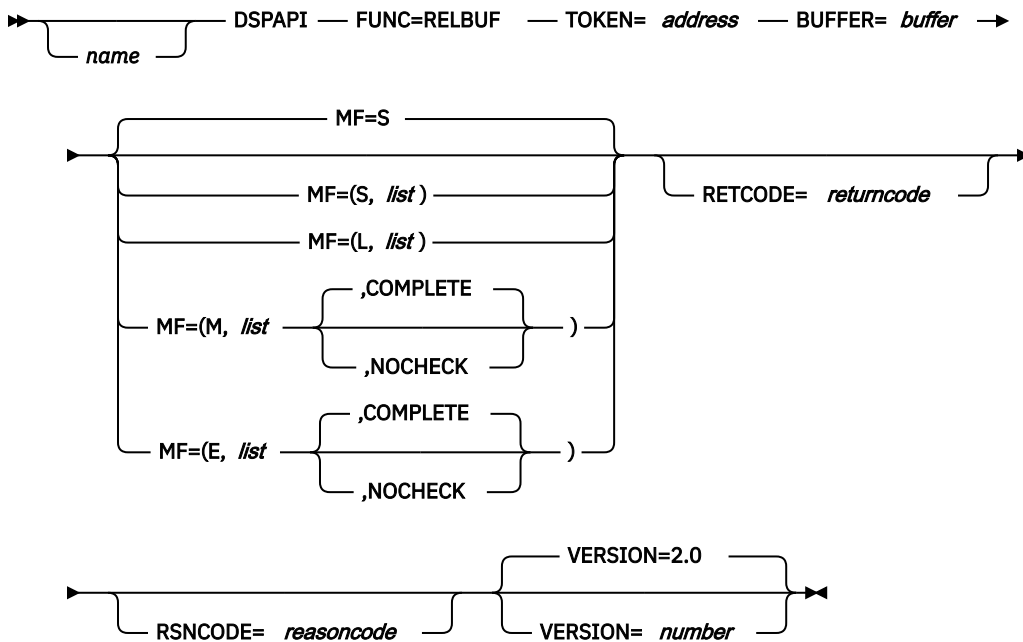 DSPAPI FUNC=RELBUF TOKEN= address BUFFER= buffer
name
MF=S
MF=(S, list )
RETCODE= returncode
MF=(L, list )
,COMPLETE
MF=(M, list )
,NOCHECK
,COMPLETE
MF=(E, list )
,NOCHECK
VERSION=2.0
RSNCODE= reasoncode
VERSION= number